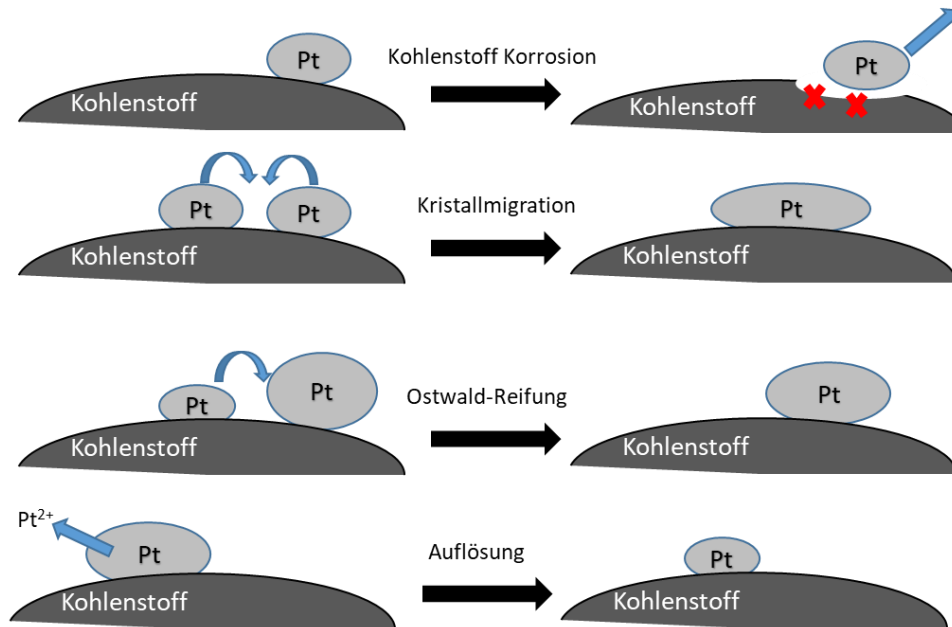 Pt
Kohlenstoff
Kohlenstoff Korrosion
Pt
Kohlenstoff
Pt
Pt
Kohlenstoff
Kristallmigration
Pt
Kohlenstoff
Pt
Pt
Kohlenstoff
Ostwald-Reifung
Pt
Kohlenstoff
Pt²⁺
Pt
Kohlenstoff
Auflösung
Pt
Kohlenstoff